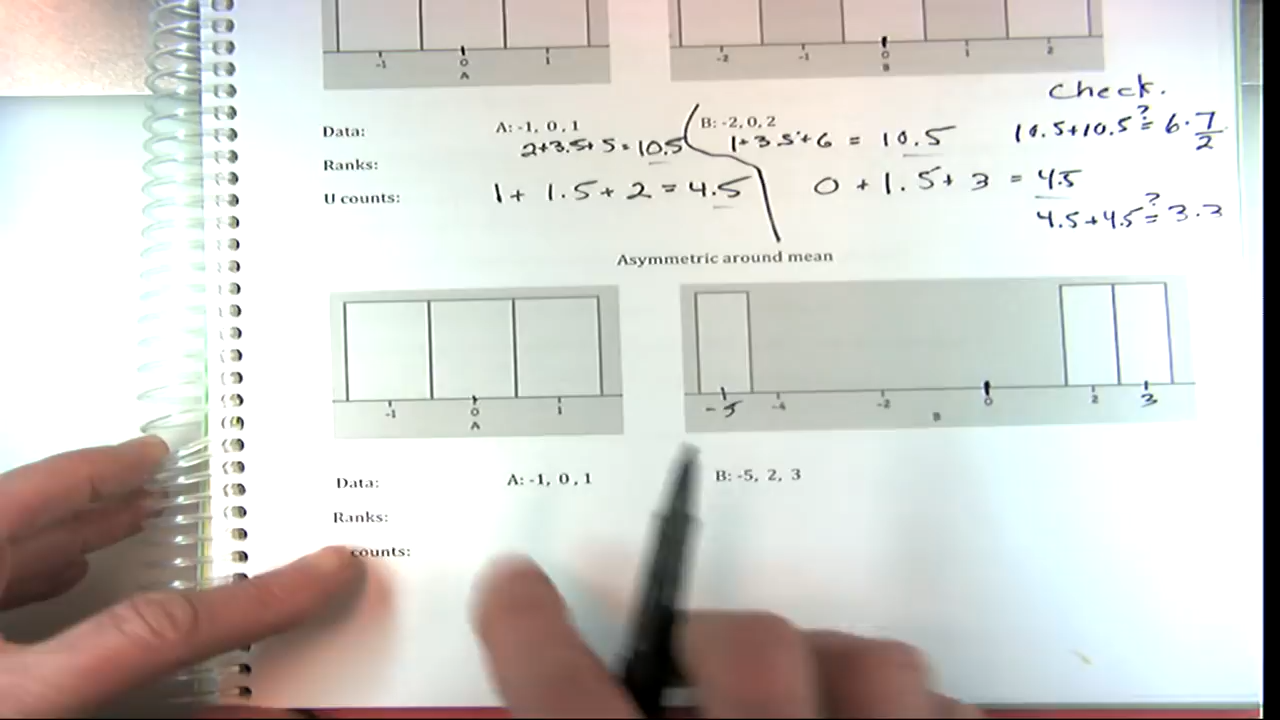 -1 0 1
A
-2 -1 0 1 2
B
Check.
Data: A: -1, 0, 1 B: -2, 0, 2
10.5+10.5 ?= 6·7/2
Ranks: 2+3.5+5=10.5 1+3.5+6 = 10.5
U counts: 1+ 1.5+2=4.5 0 +1.5+ 3 = 4.5
4.5+4.5 ?= 3·3
Asymmetric around mean
-1 0 1
A
-5 -4 -2 0 2 3
B
Data: A: -1, 0, 1 B: -5, 2, 3
Ranks:
counts: